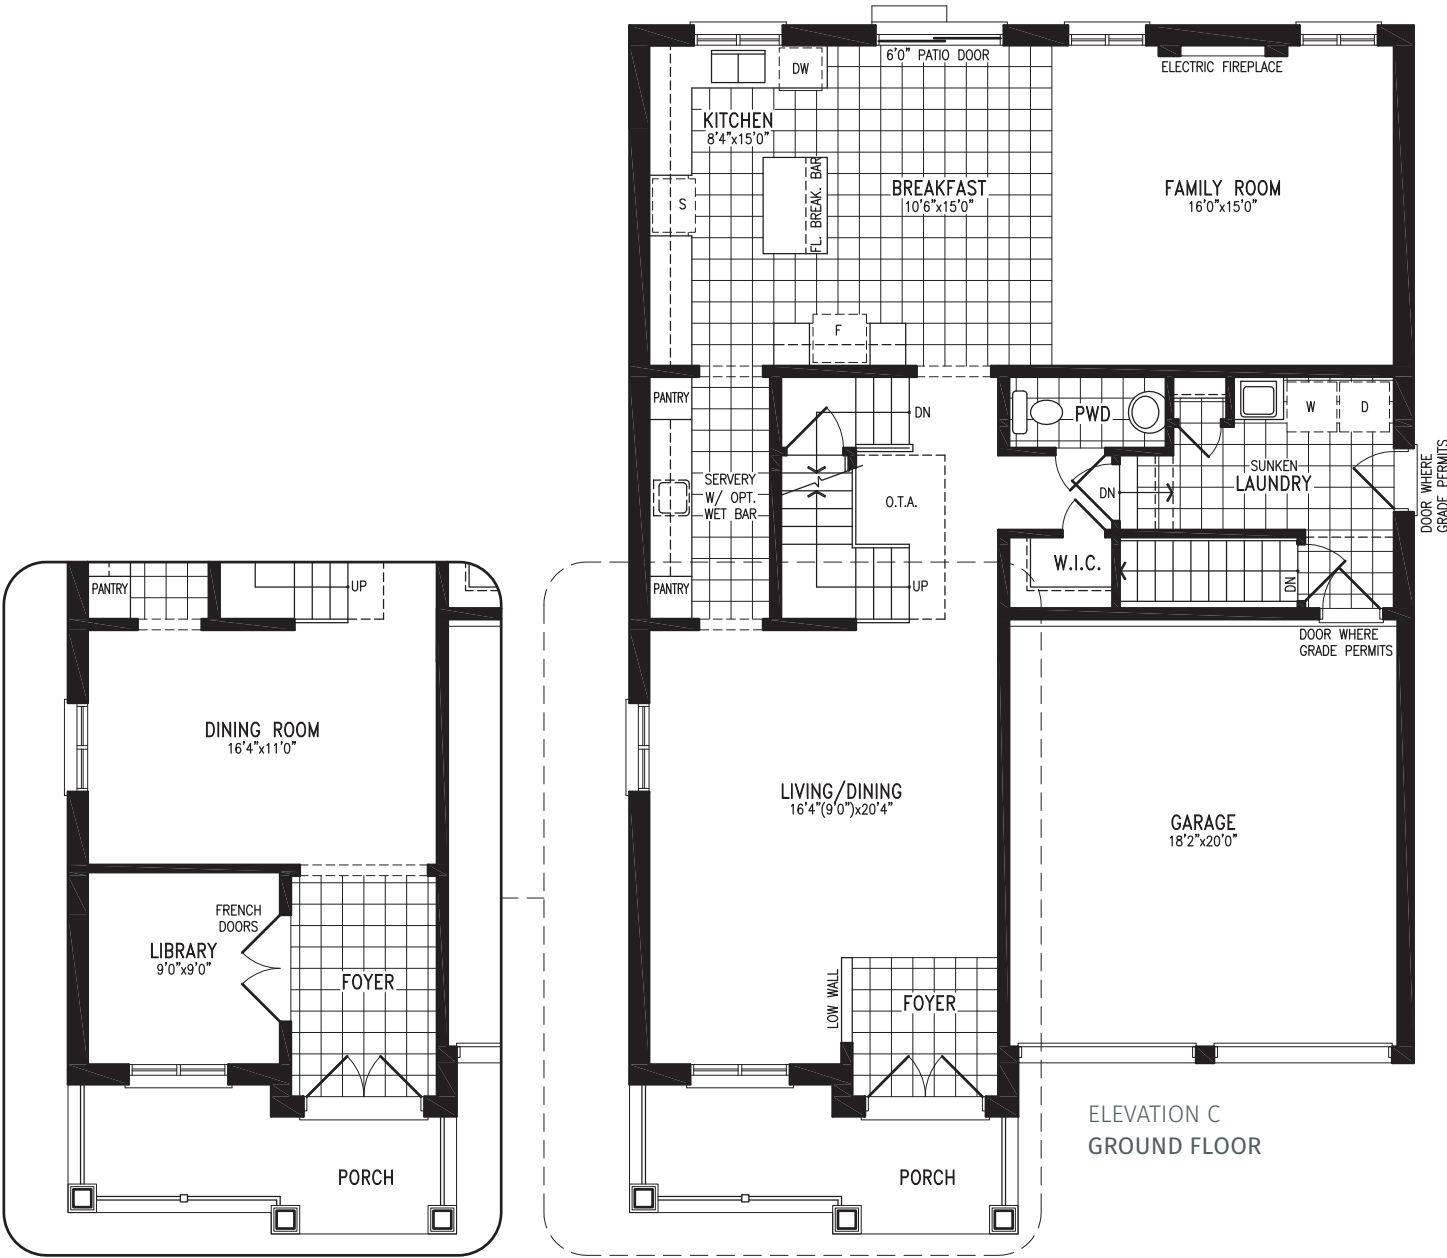 6'0" PATIO DOOR
DW
ELECTRIC FIREPLACE
KITCHEN
8'4"x15'0"
BREAKFAST
10'6"x15'0"
FAMILY ROOM
16'0"x15'0"
S
FL. BREAK. BAR
F
PANTRY
DN
PWD
W
D
SERVERY
W/ OPT.
WET BAR
O.T.A.
DN
SUNKEN
LAUNDRY
DOOR WHERE
GRADE PERMITS
W.I.C.
DN
PANTRY
UP
DOOR WHERE
GRADE PERMITS
PANTRY
UP
DINING ROOM
16'4"x11'0"
LIVING/DINING
16'4"(9'0")x20'4"
GARAGE
18'2"x20'0"
FRENCH
DOORS
LIBRARY
9'0"x9'0"
FOYER
LOW WALL
FOYER
PORCH
PORCH
ELEVATION C
GROUND FLOOR